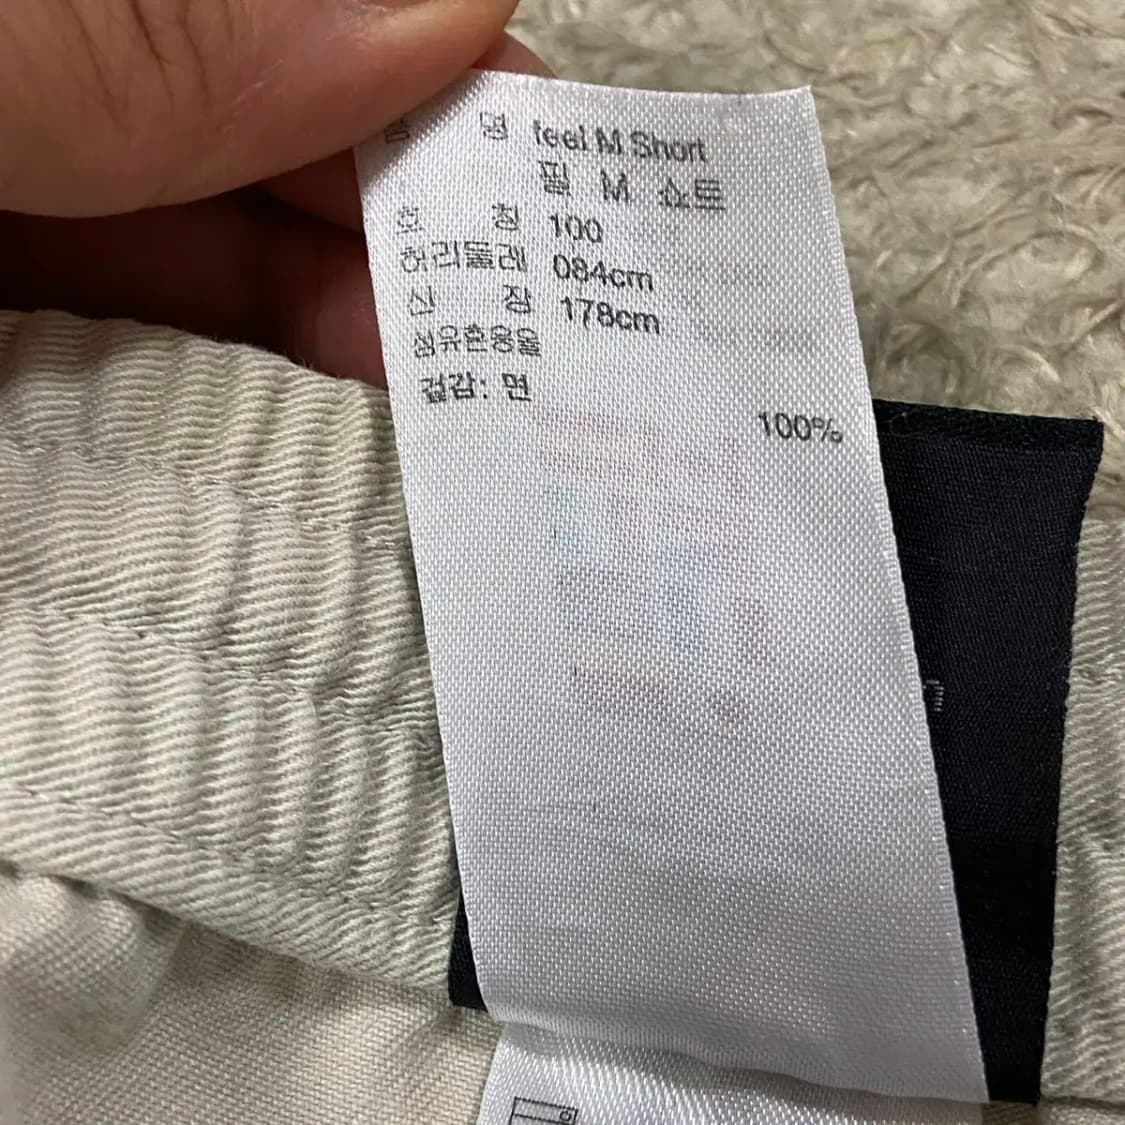 품 명 feel M Short
필 M 쇼트
호 칭 100
허리둘레 084cm
신 장 178cm
섬유혼용율
겉감: 면
100%